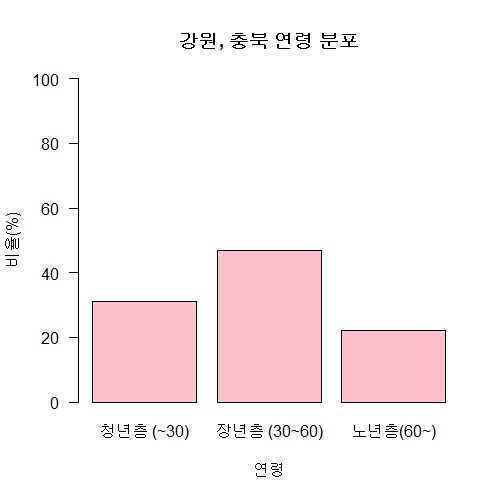 강원, 충북 연령 분포
비율(%)
100
80
60
40
20
0
청년층 (~30)
장년층 (30~60)
노년층(60~)
연령